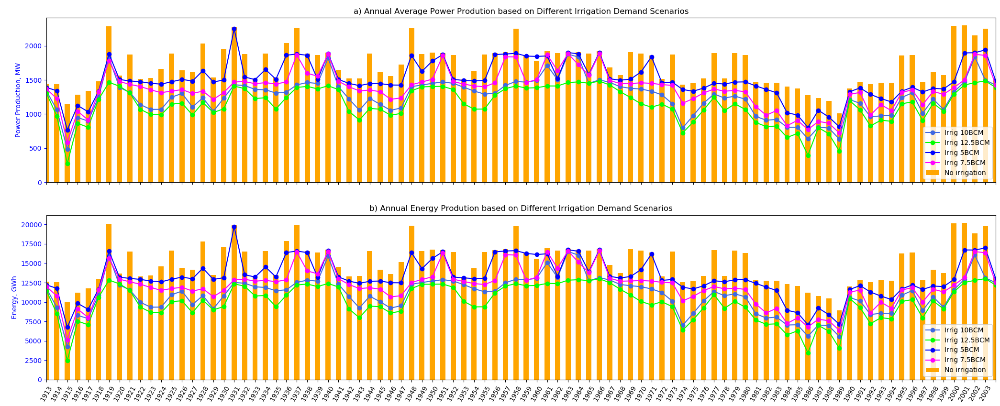 a) Annual Average Power Prodution based on Different Irrigation Demand Scenarios
Power Production, MW
2000
1500
1000
500
0
Irrig 10BCM
Irrig 12.5BCM
Irrig 5BCM
Irrig 7.5BCM
No irrigation
b) Annual Energy Prodution based on Different Irrigation Demand Scenarios
Energy, GWh
20000
17500
15000
12500
10000
7500
5000
2500
0
Irrig 10BCM
Irrig 12.5BCM
Irrig 5BCM
Irrig 7.5BCM
No irrigation
1913 1914 1915 1916 1917 1918 1919 1920 1921 1922 1923 1924 1925 1926 1927 1928 1929 1930 1931 1932 1933 1934 1935 1936 1937 1938 1939 1940 1941 1942 1943 1944 1945 1946 1947 1948 1949 1950 1951 1952 1953 1954 1955 1956 1957 1958 1959 1960 1961 1962 1963 1964 1965 1966 1967 1968 1969 1970 1971 1972 1973 1974 1975 1976 1977 1978 1979 1980 1981 1982 1983 1984 1985 1986 1987 1988 1989 1990 1991 1992 1993 1994 1995 1996 1997 1998 1999 2000 2001 2002 2003